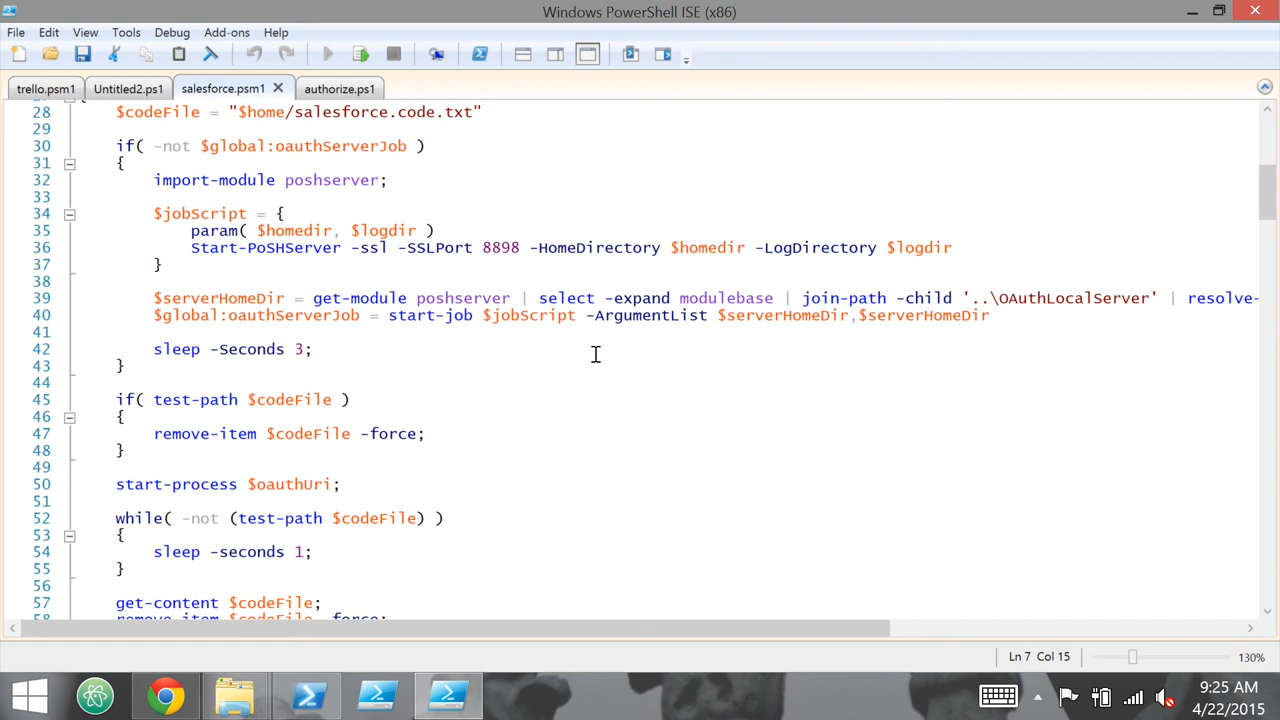 Windows PowerShell ISE (x86)
File Edit View Tools Debug Add-ons Help
trello.psm1 Untitled2.ps1 salesforce.psm1 authorize.ps1
28 $codeFile = "$home/salesforce.code.txt"
29
30 if( -not $global:oauthServerJob )
31 {
32 import-module poshserver;
33
34 $jobScript = {
35 param( $homedir, $logdir )
36 Start-PoSHServer -ssl -SSLPort 8898 -HomeDirectory $homedir -LogDirectory $logdir
37 }
38
39 $serverHomeDir = get-module poshserver | select -expand modulebase | join-path -child '..\OAuthLocalServer' | resolve-
40 $global:oauthServerJob = start-job $jobScript -ArgumentList $serverHomeDir,$serverHomeDir
41
42 sleep -Seconds 3;
43 }
44
45 if( test-path $codeFile )
46 {
47 remove-item $codeFile -force;
48 }
49
50 start-process $oauthUri;
51
52 while( -not (test-path $codeFile) )
53 {
54 sleep -seconds 1;
55 }
56
57 get-content $codeFile;
58 remove-item $codeFile -force;
Ln 7 Col 15 130%
9:25 AM
4/22/2015